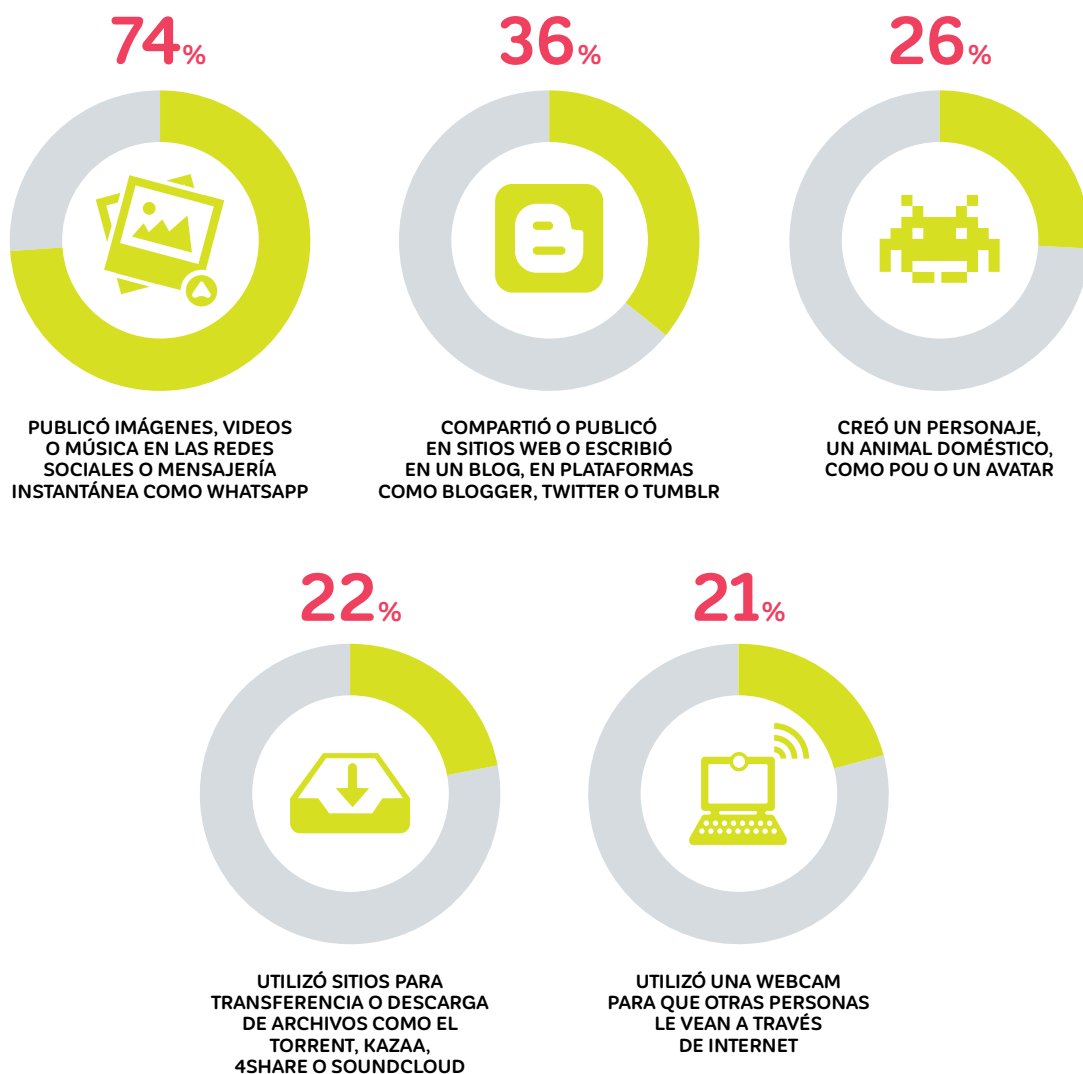 74%
36%
26%
PUBLICÓ IMÁGENES, VIDEOS
O MÚSICA EN LAS REDES
SOCIALES O MENSAJERÍA
INSTANTÁNEA COMO WHATSAPP
COMPARTIÓ O PUBLICÓ
EN SITIOS WEB O ESCRIBIÓ
EN UN BLOG, EN PLATAFORMAS
COMO BLOGGER, TWITTER O TUMBLR
CREÓ UN PERSONAJE,
UN ANIMAL DOMÉSTICO,
COMO POU O UN AVATAR
22%
21%
UTILIZÓ SITIOS PARA
TRANSFERENCIA O DESCARGA
DE ARCHIVOS COMO EL
TORRENT, KAZAA,
4SHARE O SOUNDCLOUD
UTILIZÓ UNA WEBCAM
PARA QUE OTRAS PERSONAS
LE VEAN A TRAVÉS
DE INTERNET